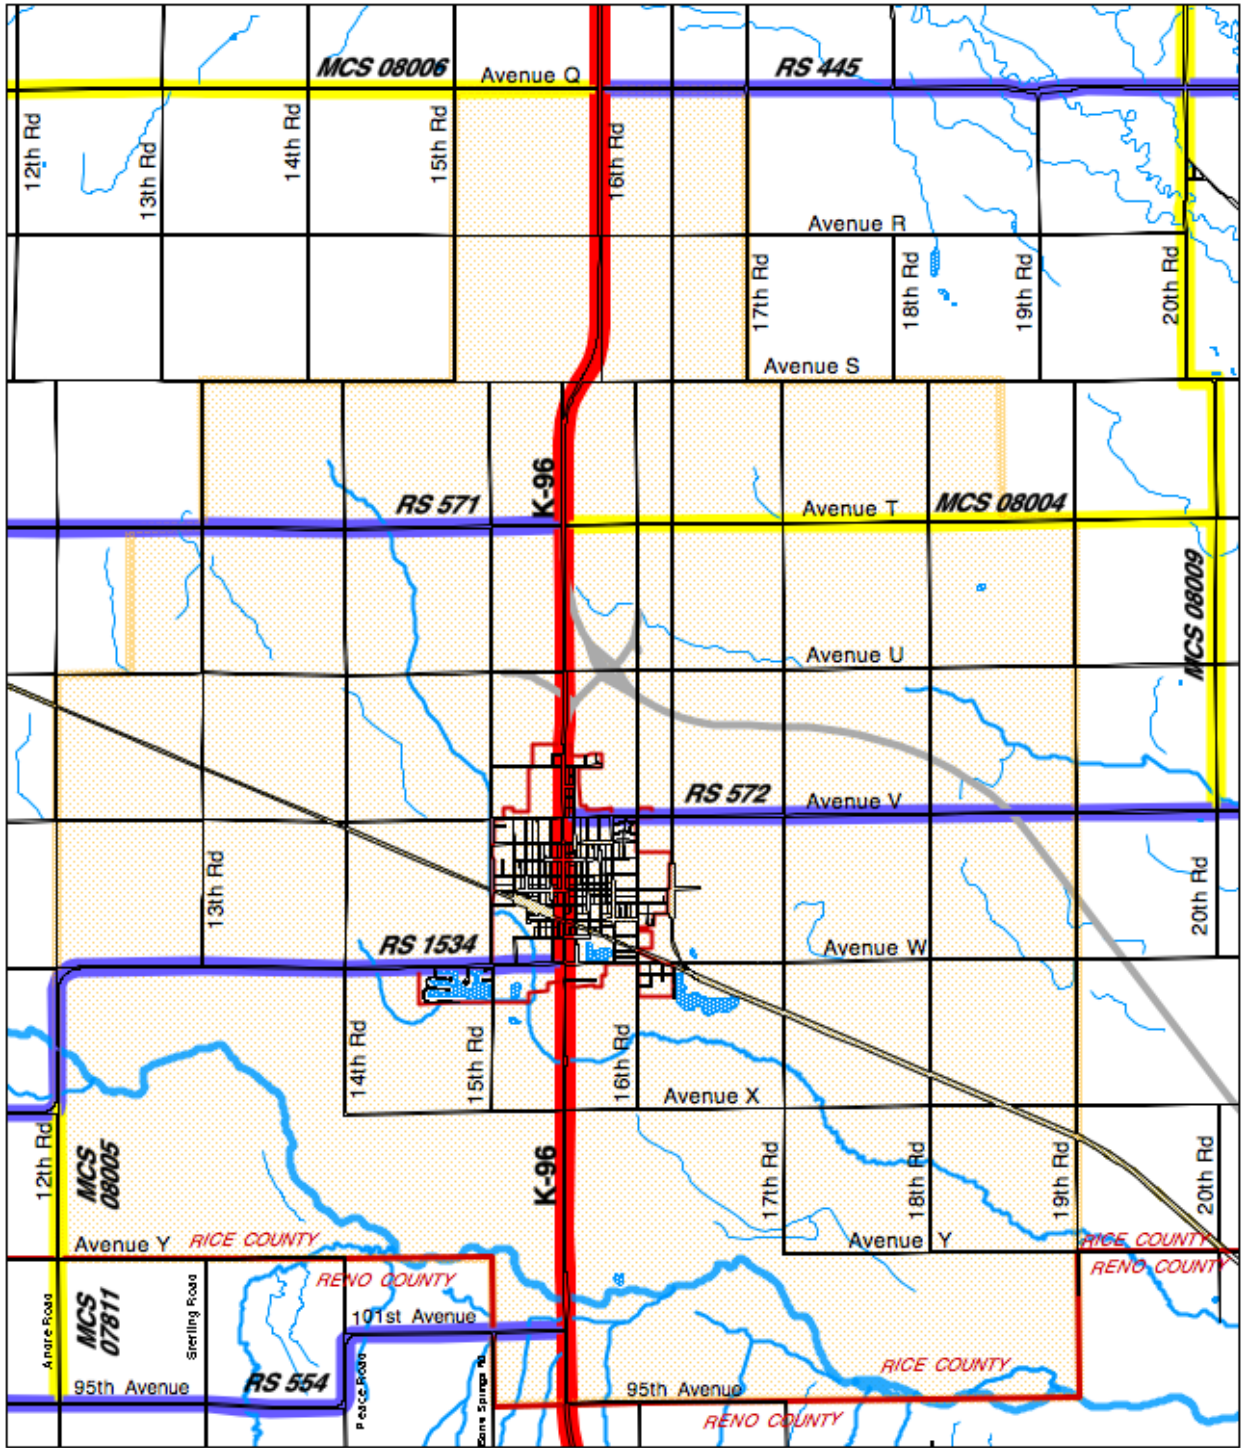 MCS 08006
Avenue Q
RS 445
12th Rd
13th Rd
14th Rd
15th Rd
16th Rd
Avenue R
17th Rd
18th Rd
19th Rd
20th Rd
Avenue S
K-96
RS 571
Avenue T
MCS 08004
MCS 08009
Avenue U
RS 572
Avenue V
13th Rd
20th Rd
RS 1534
Avenue W
14th Rd
15th Rd
16th Rd
Avenue X
12th Rd
MCS
08005
K-96
17th Rd
18th Rd
19th Rd
20th Rd
Avenue Y
RICE COUNTY
Avenue Y
RICE COUNTY
RENO COUNTY
RENO COUNTY
Sterling Road
MCS
07811
101st Avenue
Peace Road
RICE COUNTY
95th Avenue
RS 554
95th Avenue
RENO COUNTY